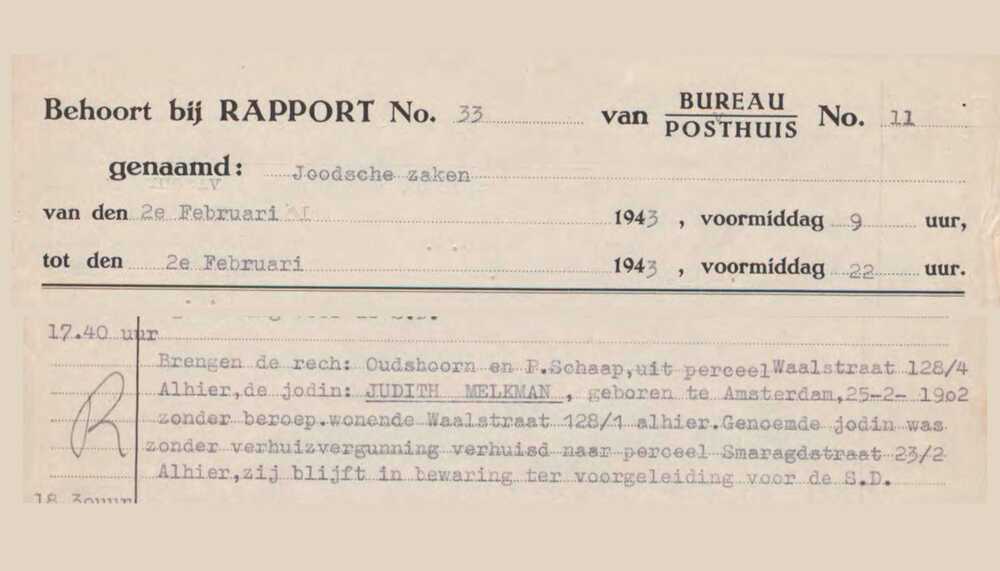 Behoort bij RAPPORT No. 33 van BUREAU No. 11
POSTHUIS
genaamd: Joodsche zaken
van den 2e Februari 1943, voormiddag 9 uur,
tot den 2e Februari 1943, voormiddag 22 uur.
17.40 uur
Brengen de rech: Oudshoorn en P.Schaap,uit perceel Waalstraat 128/4
Alhier,de jodin: JUDITH MELKMAN, geboren te Amsterdam,25-2- 1902
R
zonder beroep.wonende Waalstraat 128/1 alhier.Genoemde jodin was
zonder verhuizvergunning verhuisd naar perceel Smaragdstraat 23/2
Alhier,zij blijft in bewaring ter voorgeleiding voor de S.D.
18.30uur